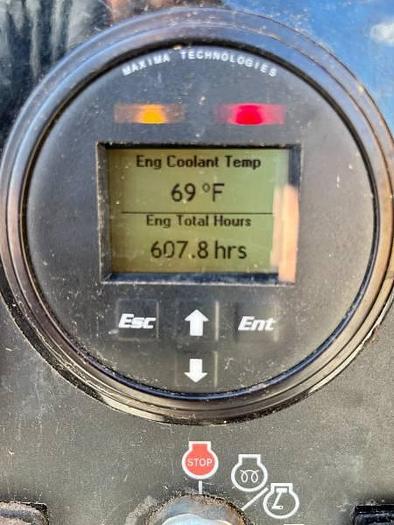 MAXIMA TECHNOLOGIES
Eng Coolant Temp
69 °F
Eng Total Hours
607.8 hrs
Esc Ent
STOP